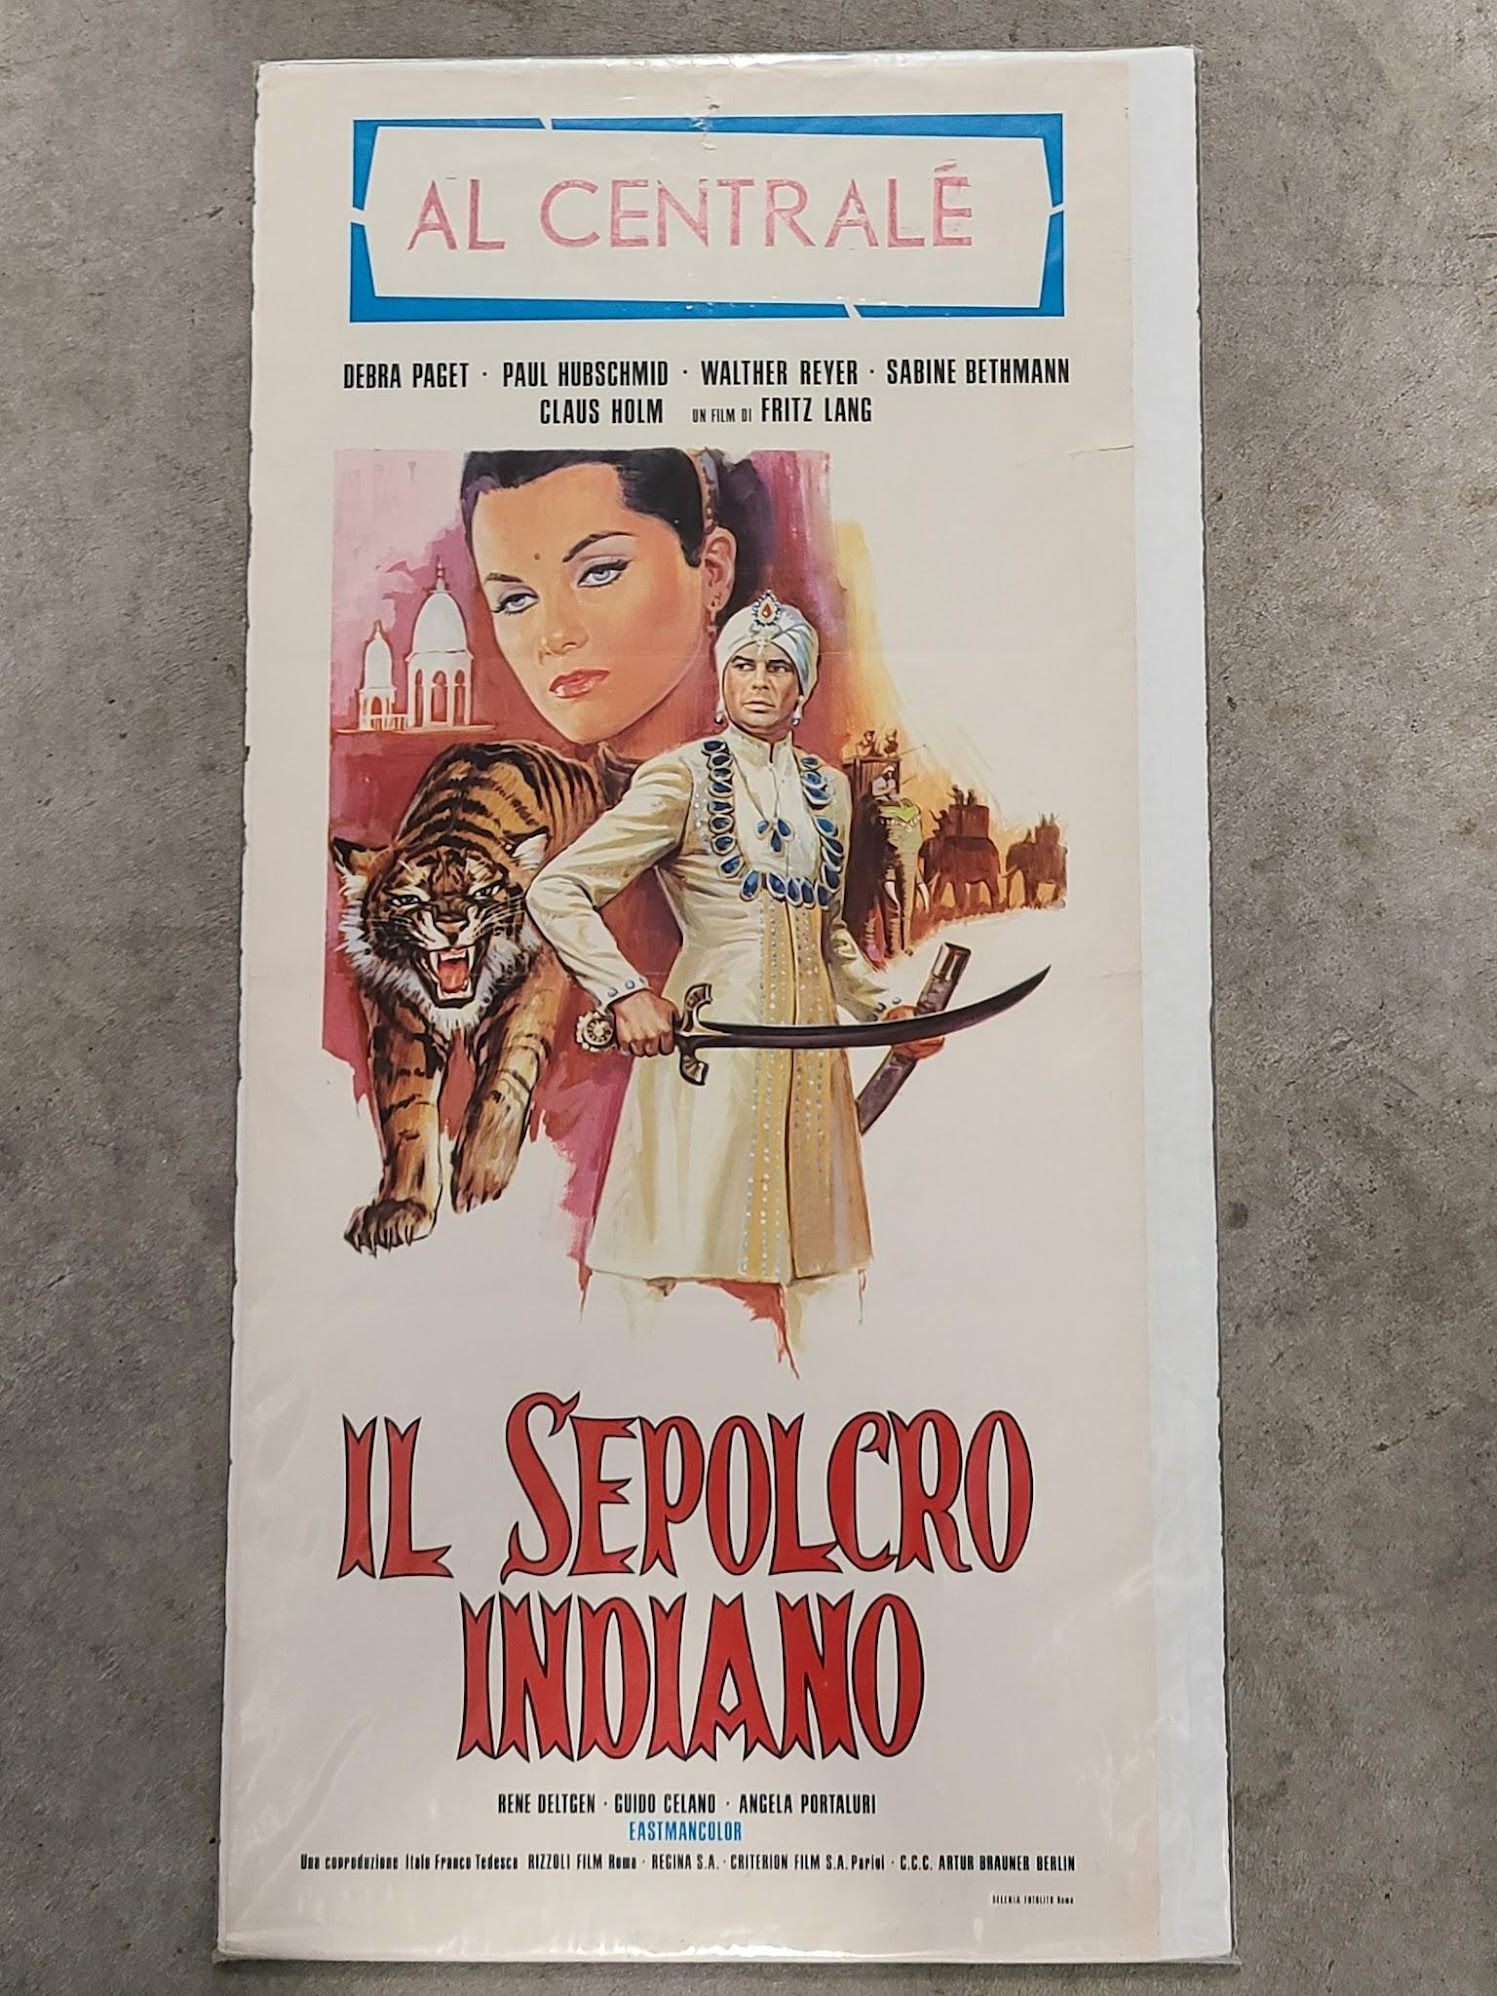 AL CENTRALÉ
DEBRA PAGET · PAUL HUBSCHMID · WALTHER REYER · SABINE BETHMANN
CLAUS HOLM UN FILM DI FRITZ LANG
IL SEPOLCRO
INDIANO
RENE DELTGEN · GUIDO CELANO · ANGELA PORTALURI
EASTMANCOLOR
Una coproduzione Italo Franco Tedesca RIZZOLI FILM Roma · REGINA S.A. · CRITERION FILM S.A. Parigi · C.C.C. ARTUR BRAUNER BERLIN
FOTOLITO Roma